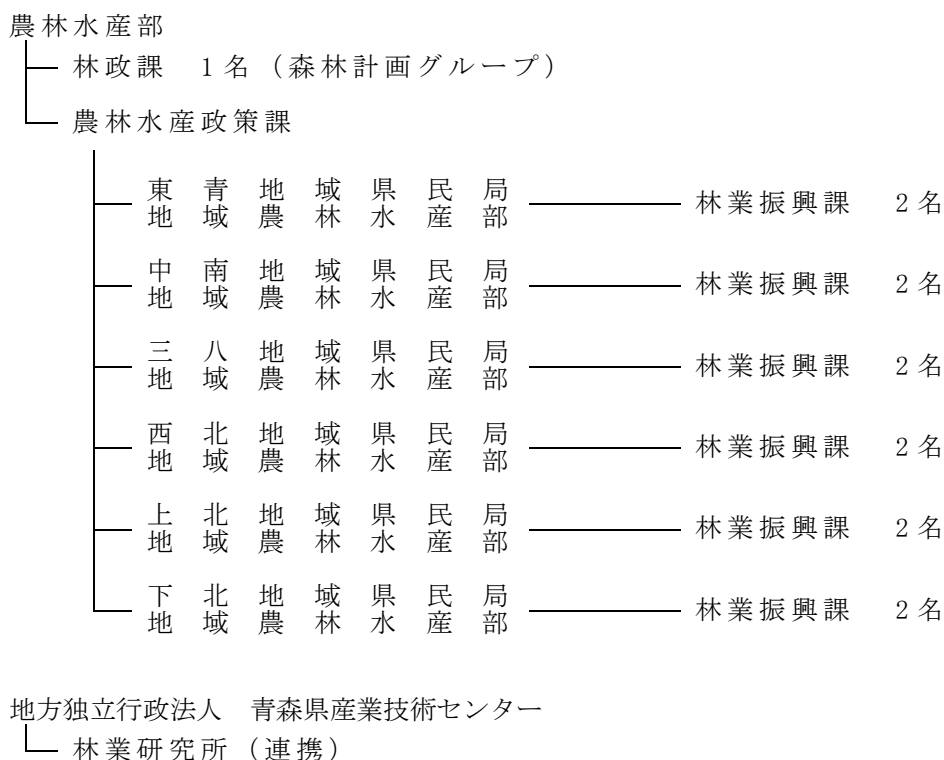 農林水産部
林政課 1名（森林計画グループ）
農林水産政策課
東青地域県民局
地域農林水産部 林業振興課 2名
中南地域県民局
地域農林水産部 林業振興課 2名
三八地域県民局
地域農林水産部 林業振興課 2名
西北地域県民局
地域農林水産部 林業振興課 2名
上北地域県民局
地域農林水産部 林業振興課 2名
下北地域県民局
地域農林水産部 林業振興課 2名
地方独立行政法人 青森県産業技術センター
林業研究所（連携）